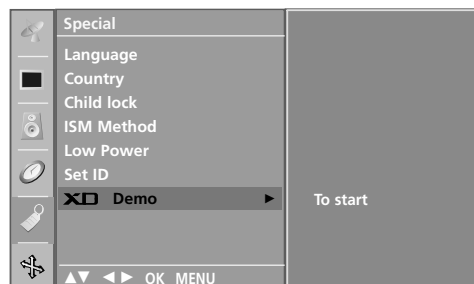 Special
Language
Country
Child lock
ISM Method
Low Power
Set ID
XD Demo ► To start
▲▼ ◄► OK MENU